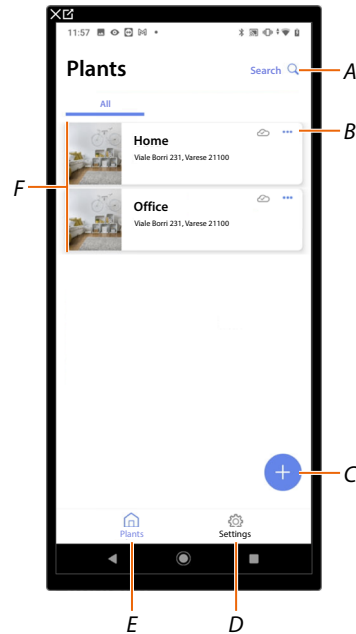 11:57
Plants
Search
A
All
B
Home
Viale Borri 231, Varese 21100
F
Office
Viale Borri 231, Varese 21100
C
Plants
Settings
E
D